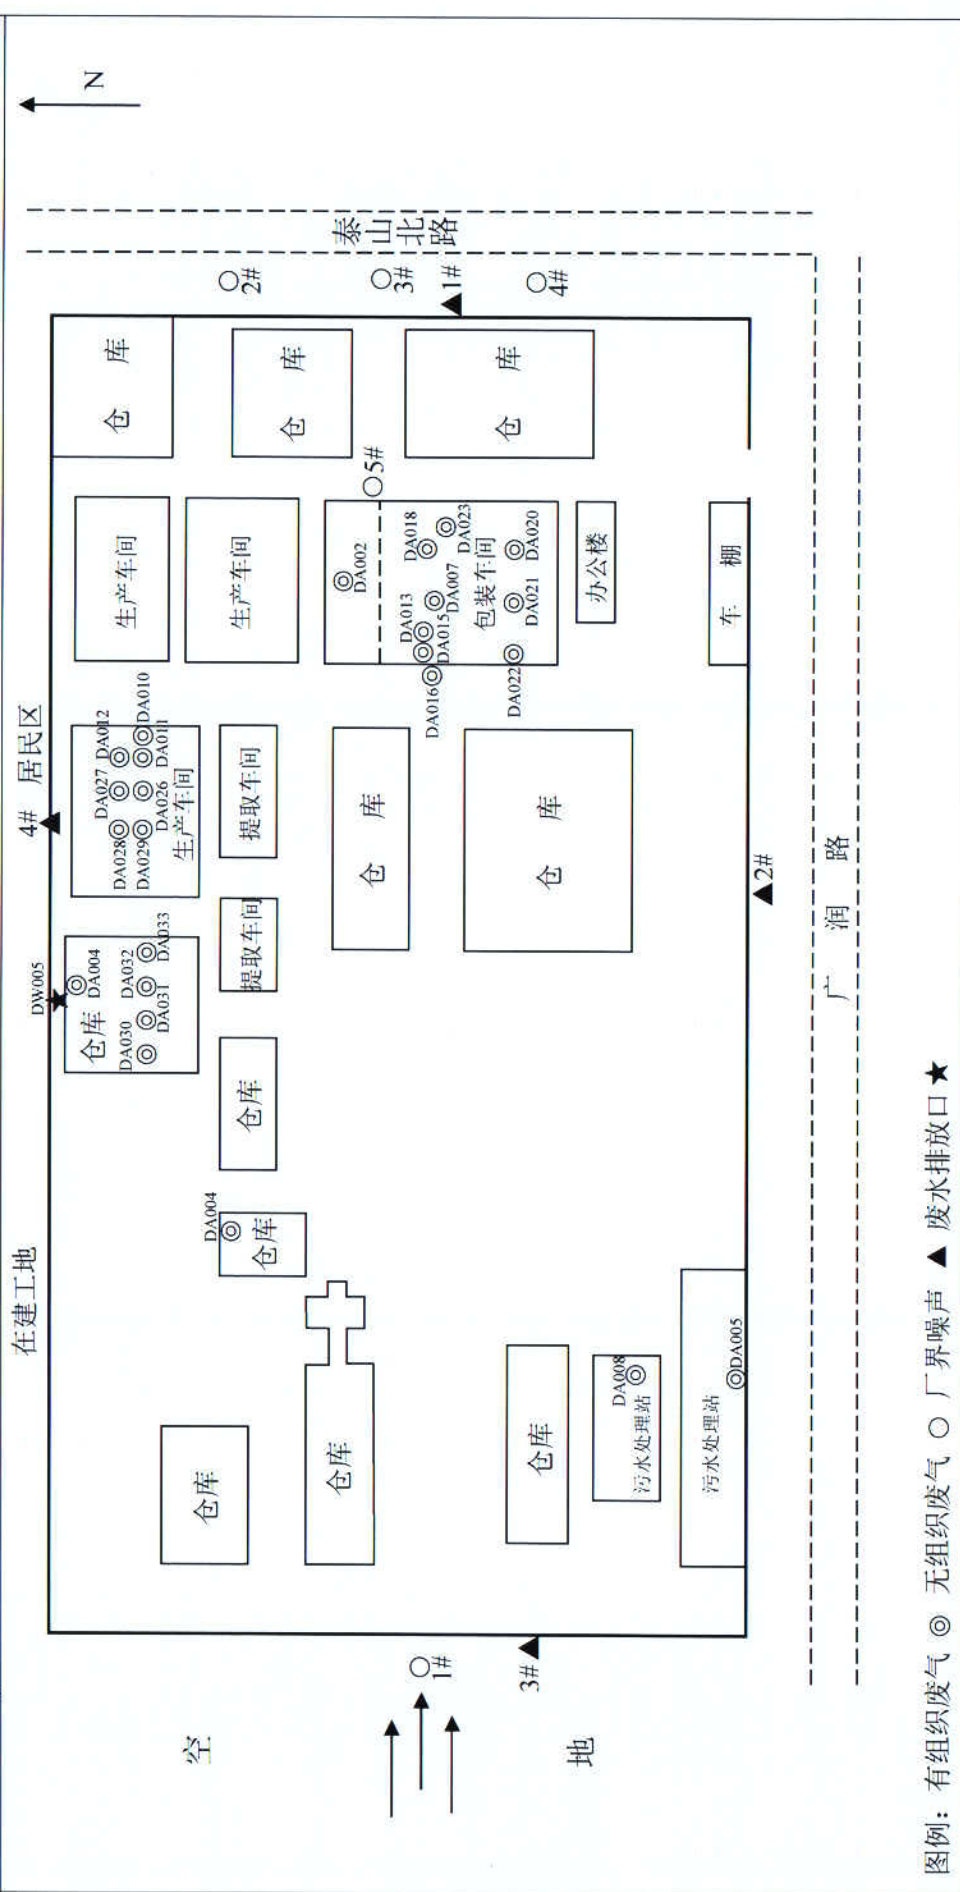 N
在建工地
4# 居民区
DW005
仓库
DA004
DA030
DA031
DA032
DA033
DA028
DA029
DA027
DA026
DA012
DA011
DA010
生产车间
生产车间
仓 库
仓库
DA004
仓库
仓库
提取车间
提取车间
生产车间
仓 库
2#
仓库
仓 库
DA002
5#
3#
1#
泰山北路
空
1#
DA016
DA013
DA015
DA007
DA018
DA023
包装车间
仓 库
4#
3#
地
仓库
仓 库
DA022
DA021
DA020
办公楼
DA008
污水处理站
污水处理站
DA005
2#
车 棚
广 润 路
图例：有组织废气 ◎ 无组织废气 ○ 厂界噪声 ▲ 废水排放口★